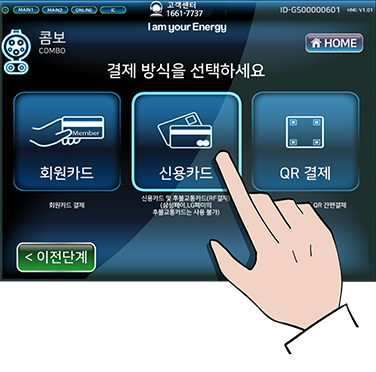 MAIN1 MAIN2 ONLINE IC
고객센터
1661-7737
ID-GS00000601 HMI: V1.01
I am your Energy
콤보
COMBO
HOME
결제 방식을 선택하세요
Member
회원카드
신용카드
QR 결제
회원카드 결제
신용카드 및 후불교통카드(RF결제)
(삼성페이,LG페이의
후불교통카드는 사용 불가)
QR 간편결제
< 이전단계